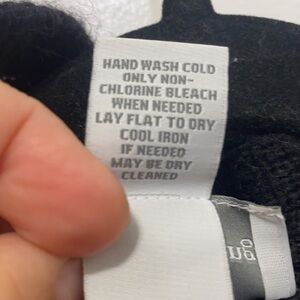 HAND WASH COLD
ONLY NON-
CHLORINE BLEACH
WHEN NEEDED
LAY FLAT TO DRY
COOL IRON
IF NEEDED
MAY BE DRY
CLEANED